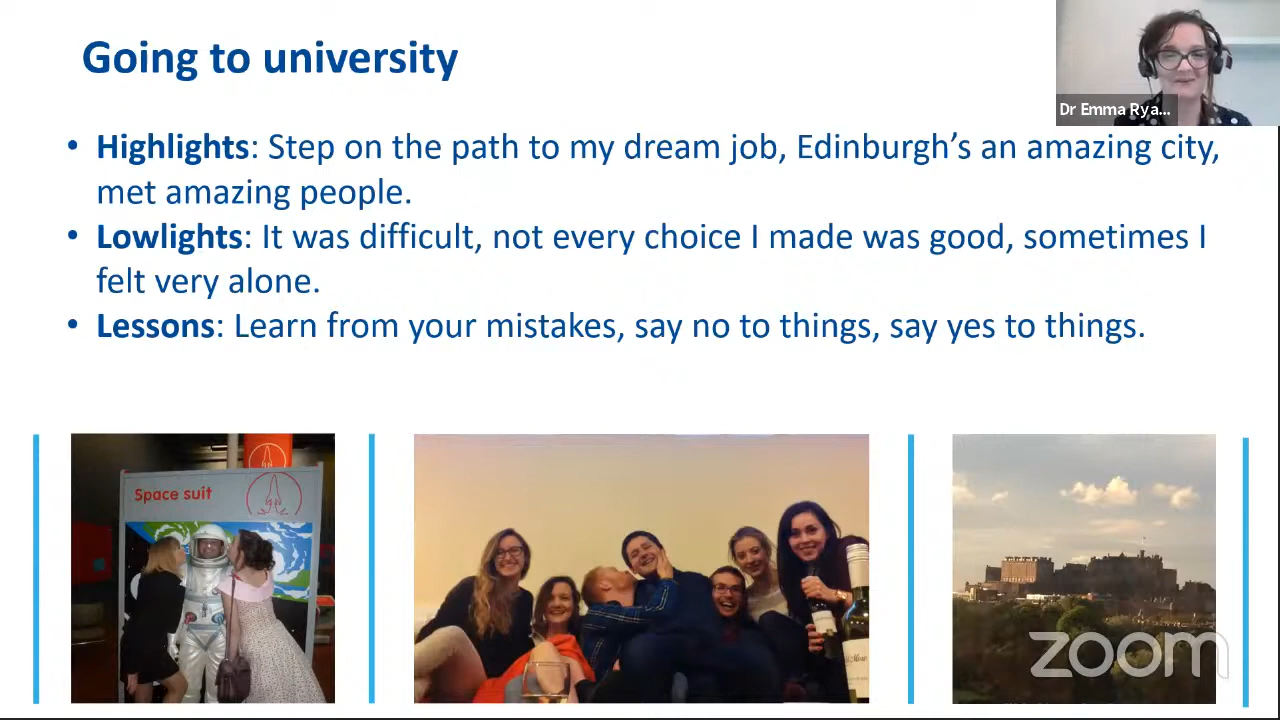 Going to university
Dr Emma Rya...
• Highlights: Step on the path to my dream job, Edinburgh’s an amazing city,
met amazing people.
• Lowlights: It was difficult, not every choice I made was good, sometimes I
felt very alone.
• Lessons: Learn from your mistakes, say no to things, say yes to things.
Space suit
zoom